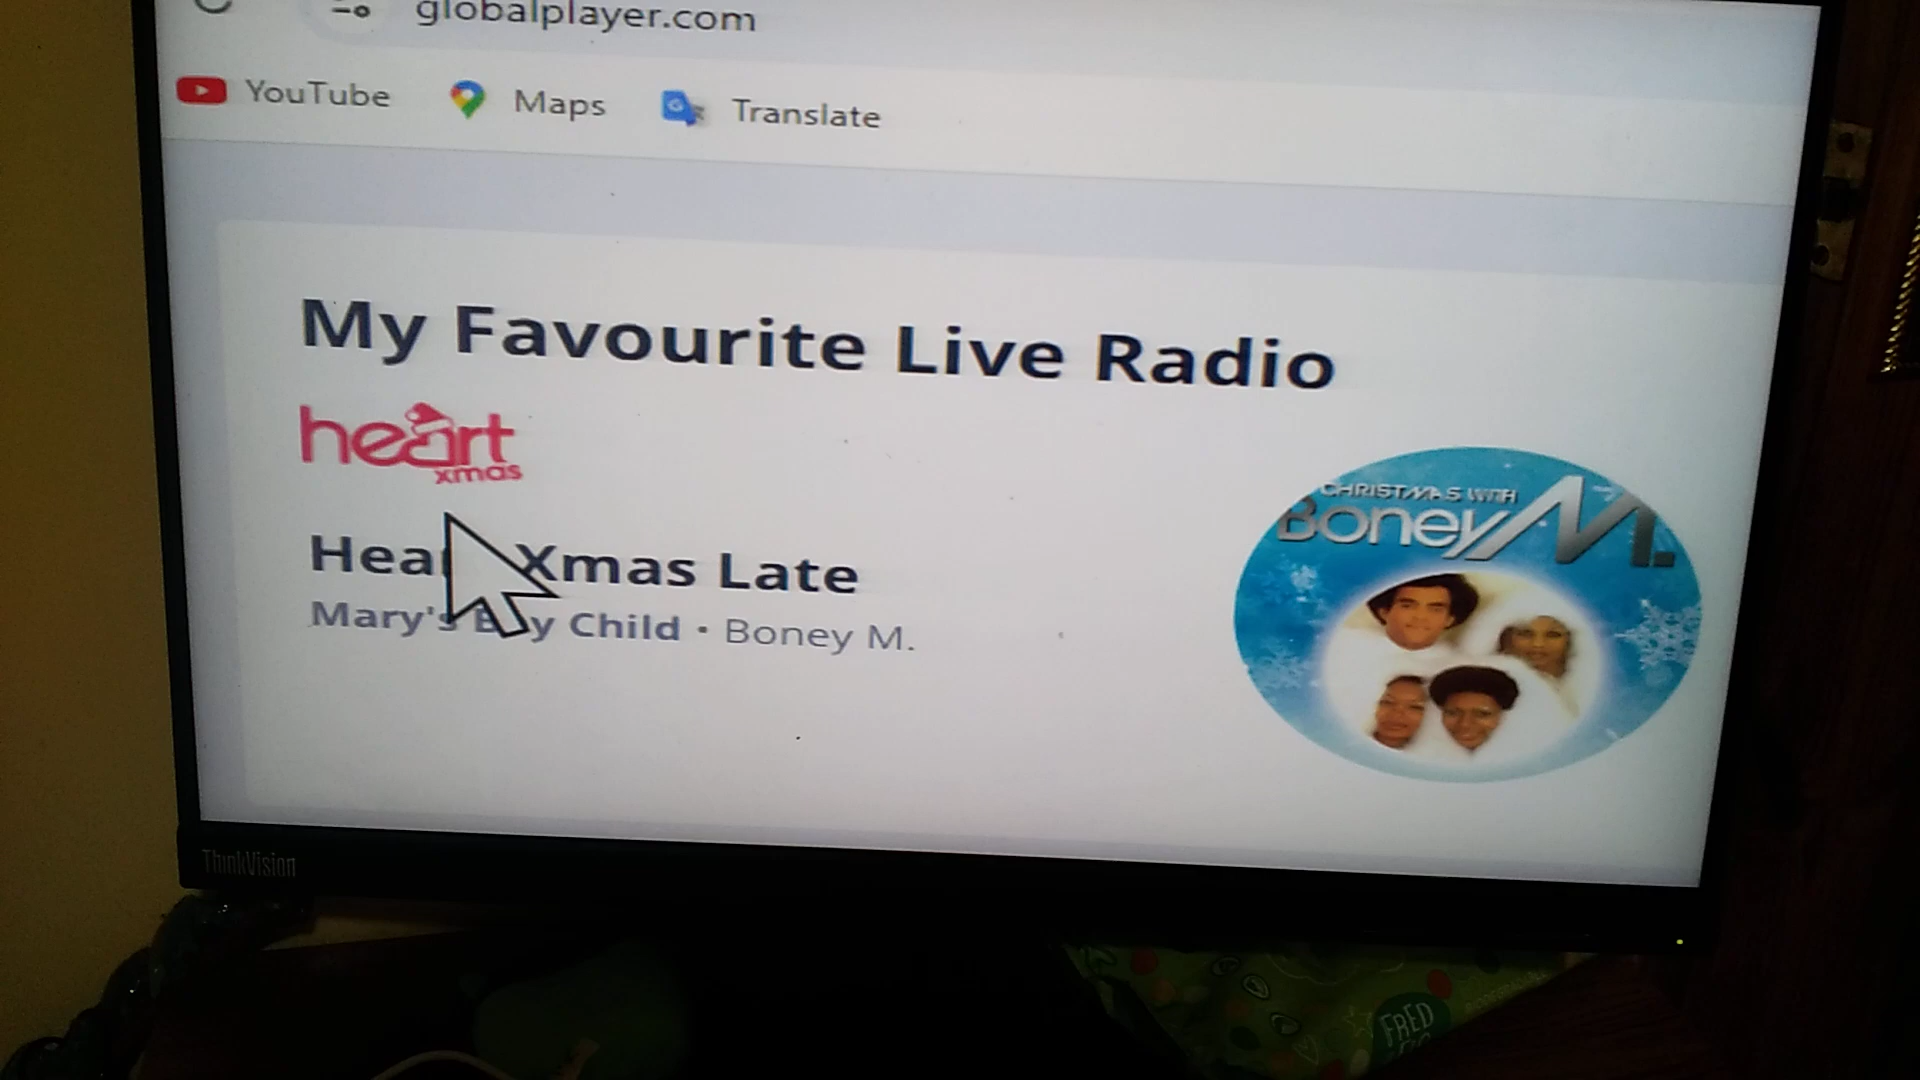 globalplayer.com
YouTube Maps Translate
My Favourite Live Radio
heart
xmas
Xmas Late
Child • Boney M.
CHRISTMAS WITH
Boney M.
ThinkVision
FRED